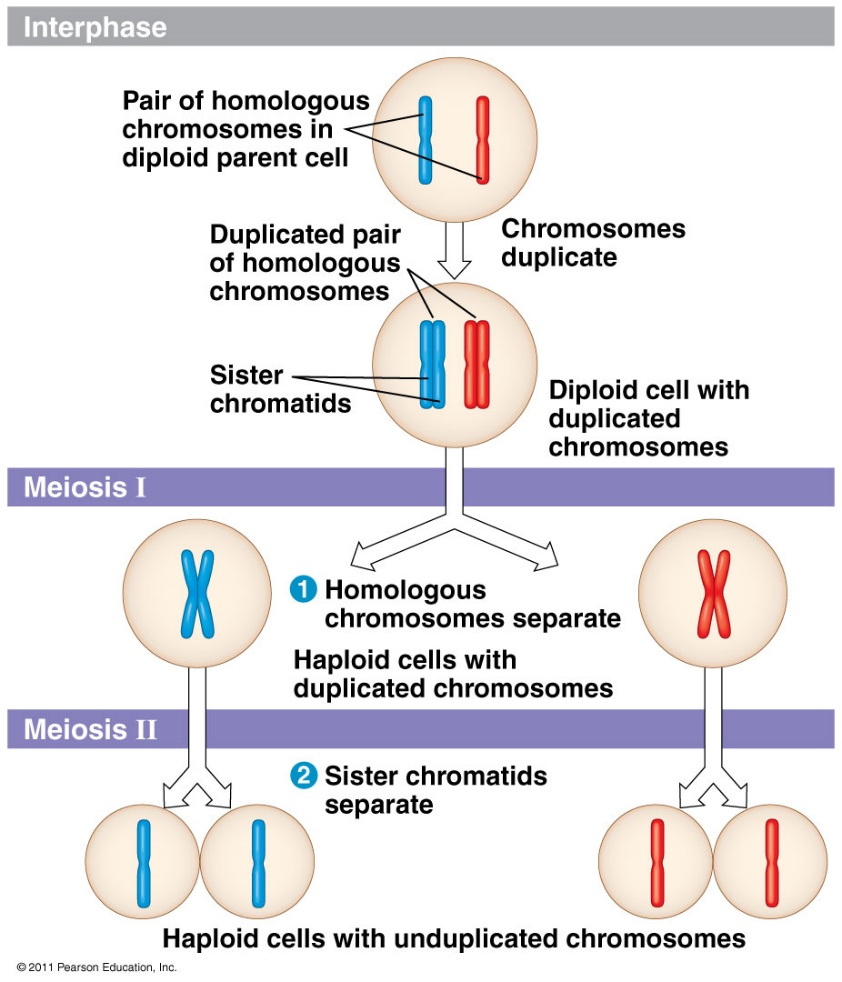 Interphase
Pair of homologous
chromosomes in
diploid parent cell
Chromosomes
duplicate
Duplicated pair
of homologous
chromosomes
Sister
chromatids
Diploid cell with
duplicated
chromosomes
Meiosis I
1 Homologous
chromosomes separate
Haploid cells with
duplicated chromosomes
Meiosis II
2 Sister chromatids
separate
Haploid cells with unduplicated chromosomes
© 2011 Pearson Education, Inc.